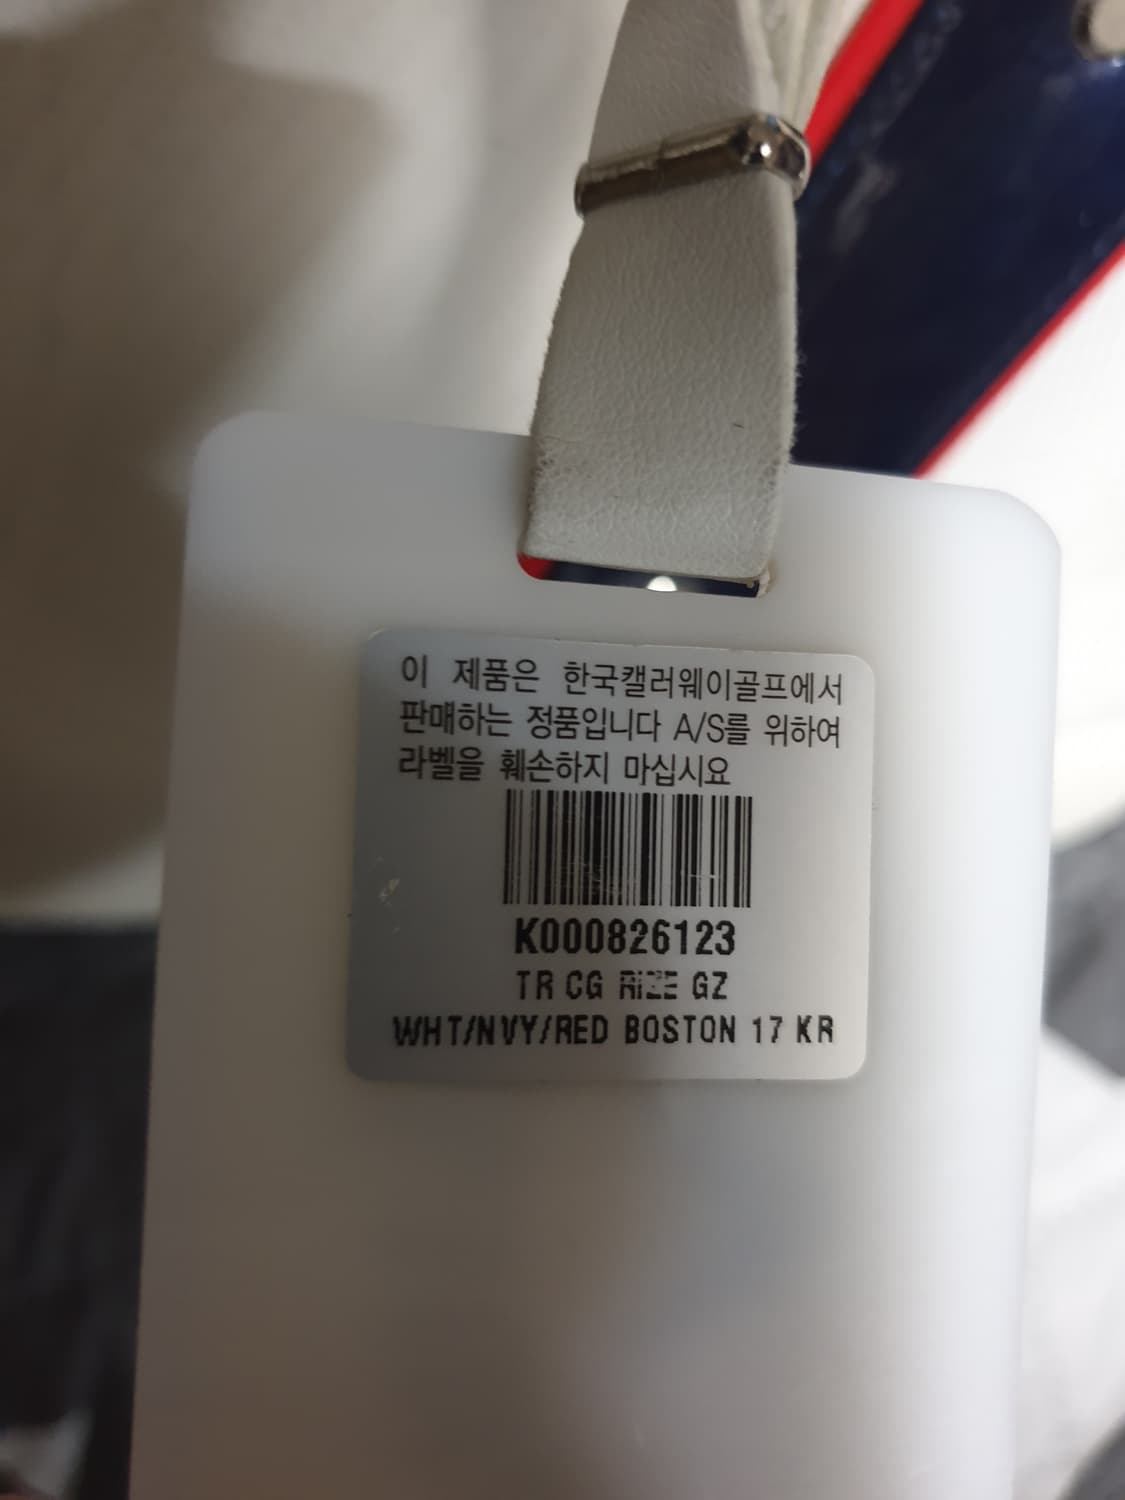 이 제품은 한국캘러웨이골프에서
판매하는 정품입니다 A/S를 위하여
라벨을 훼손하지 마십시요
K000826123
TR CG RIZE GZ
WHT/NVY/RED BOSTON 17 KR